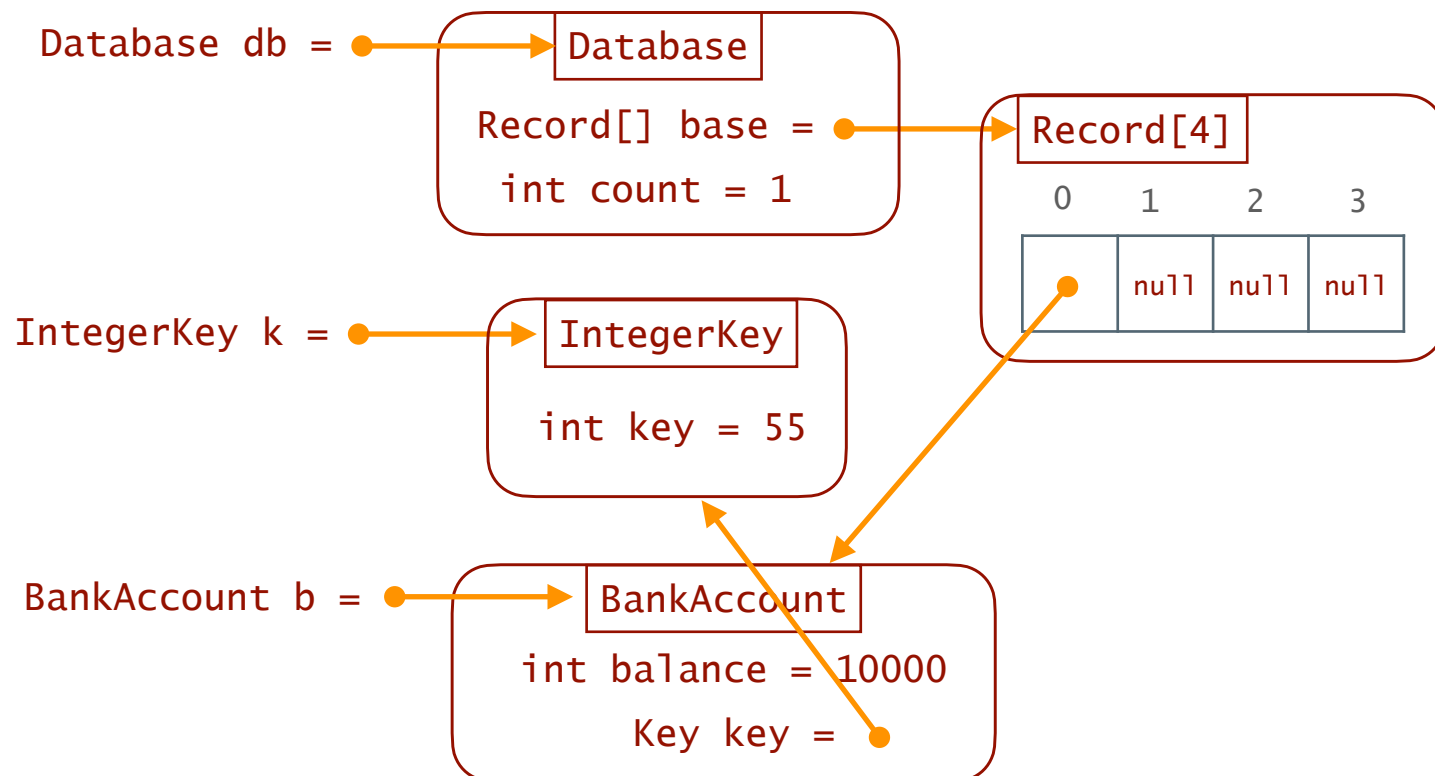 Database db =
Database
Record[] base =
int count = 1
Record[4]
0 1 2 3
null null null
IntegerKey k =
IntegerKey
int key = 55
BankAccount b =
BankAccount
int balance = 10000
Key key =